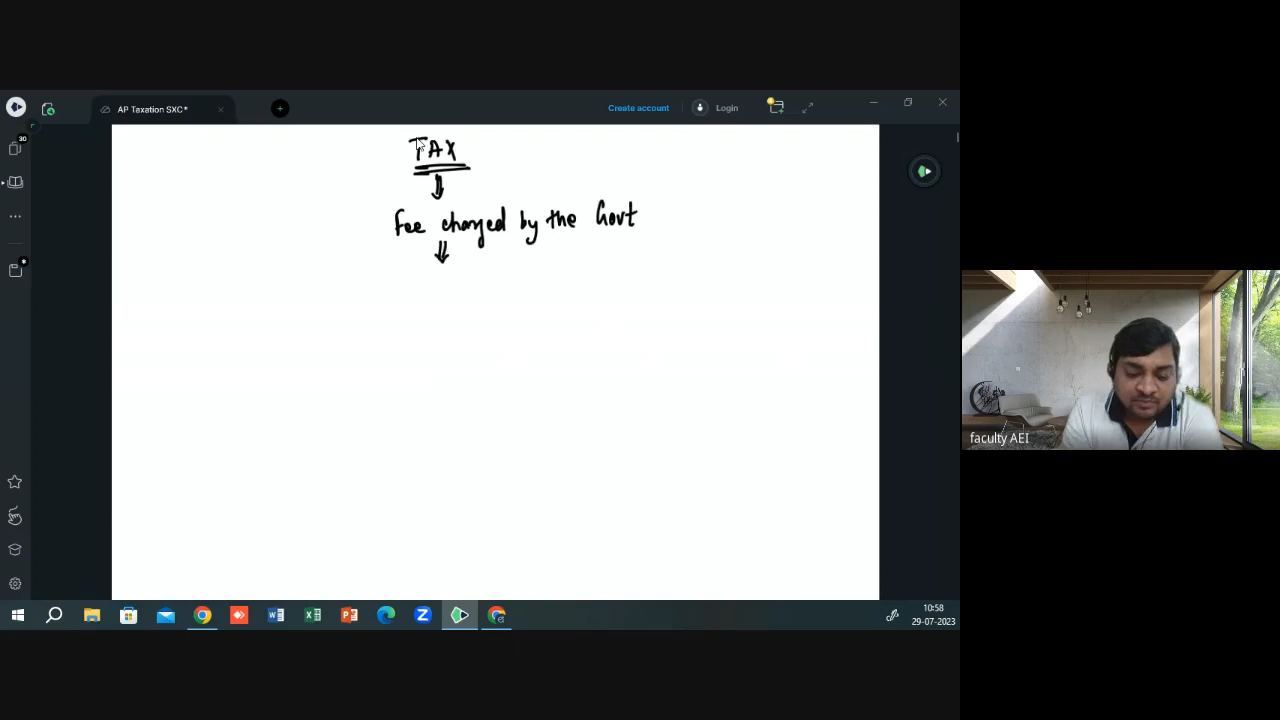 AP Taxation SXC*
Create account
Login
30
TAX
Fee charged by the Govt
faculty AEI
10:58
29-07-2023